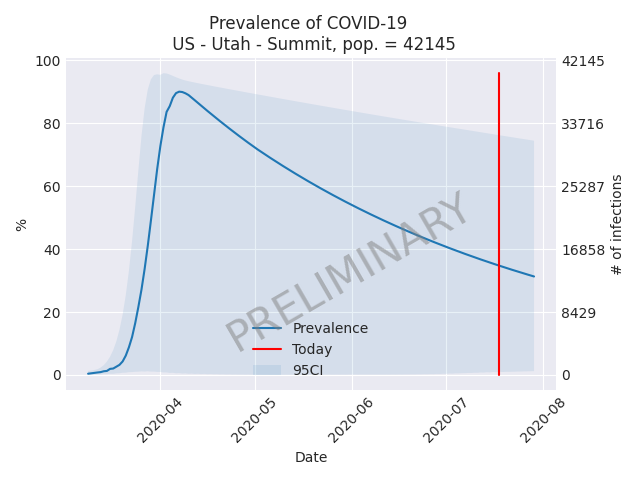 Prevalence of COVID-19
US - Utah - Summit, pop. = 42145
100
80
60
40
20
0
%
42145
33716
25287
16858
8429
0
# of infections
PRELIMINARY
Prevalence
Today
95CI
2020-04
2020-05
2020-06
2020-07
2020-08
Date